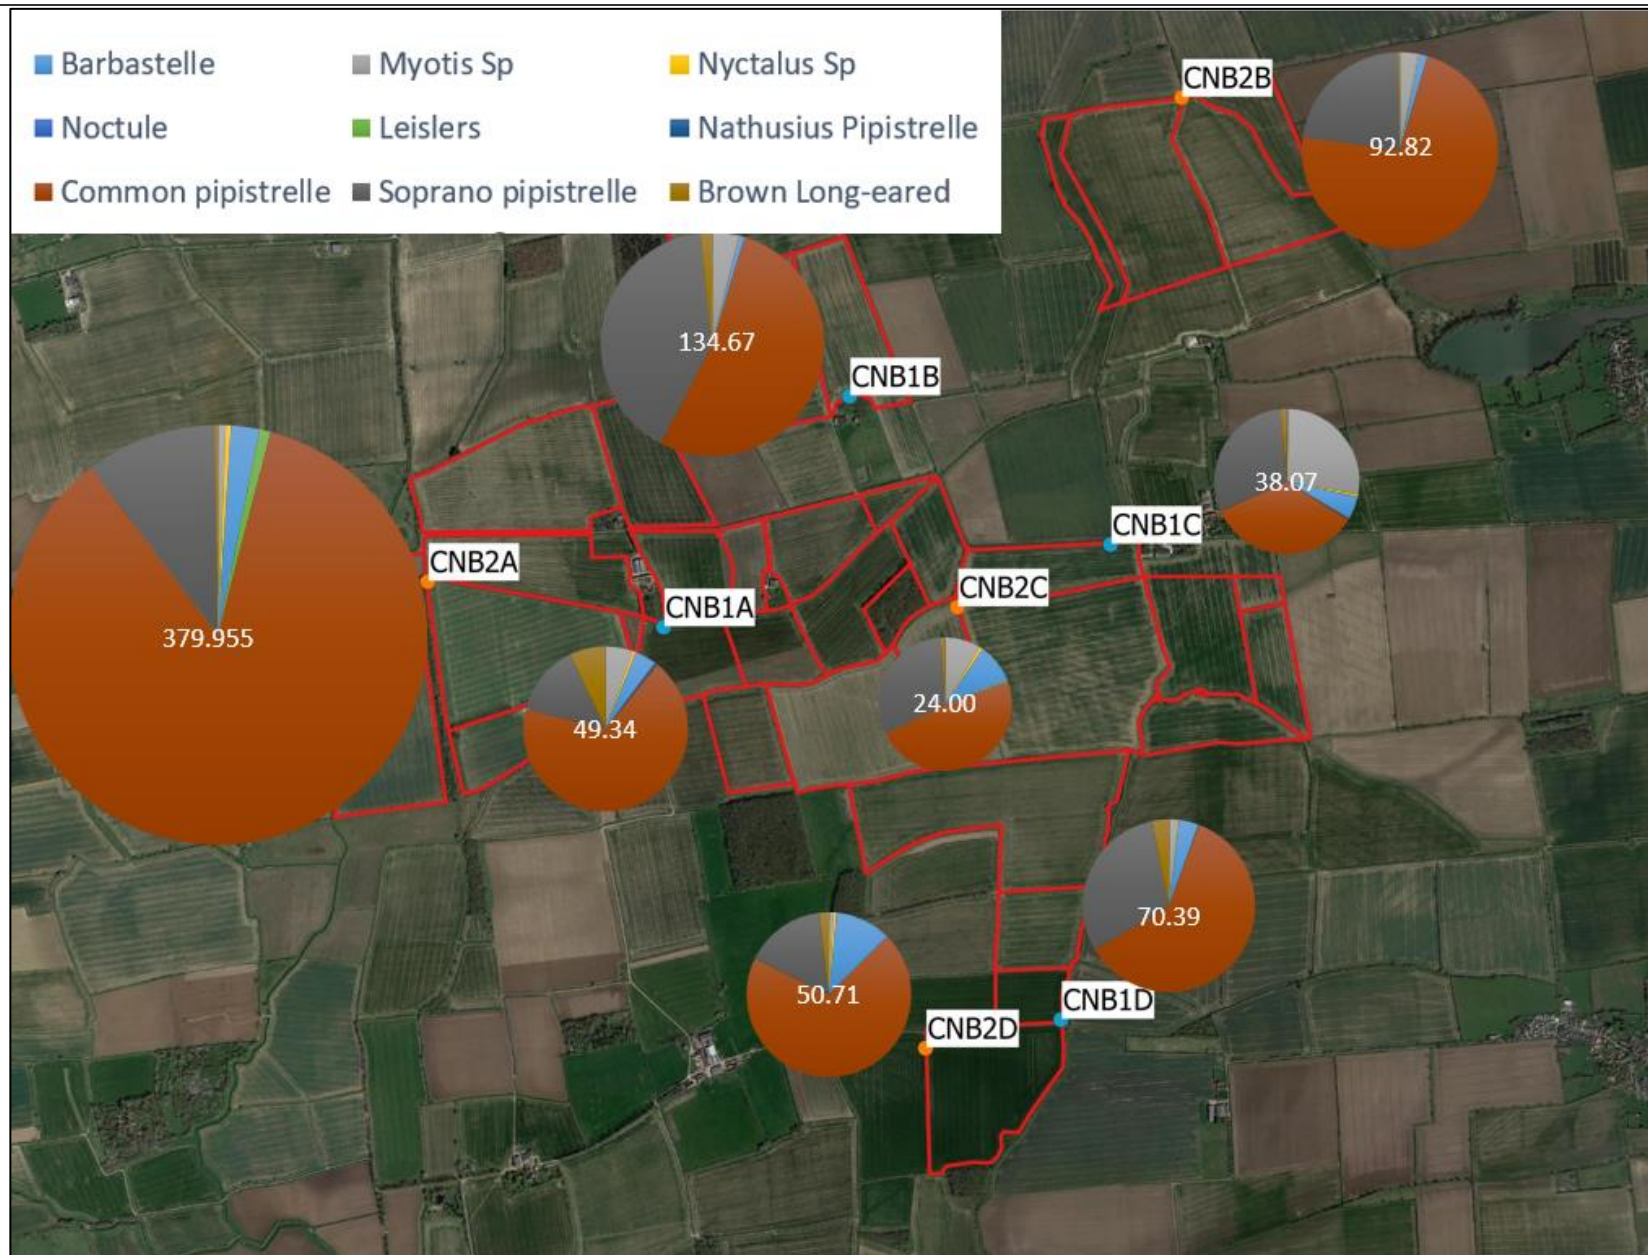 Barbastelle Myotis Sp Nyctalus Sp
Noctule Leislers Nathusius Pipistrelle
Common pipistrelle Soprano pipistrelle Brown Long-eared
CNB2B
92.82
134.67
CNB1B
38.07
CNB1C
CNB2A
CNB2C
CNB1A
379.955
24.00
49.34
70.39
50.71
CNB1D
CNB2D